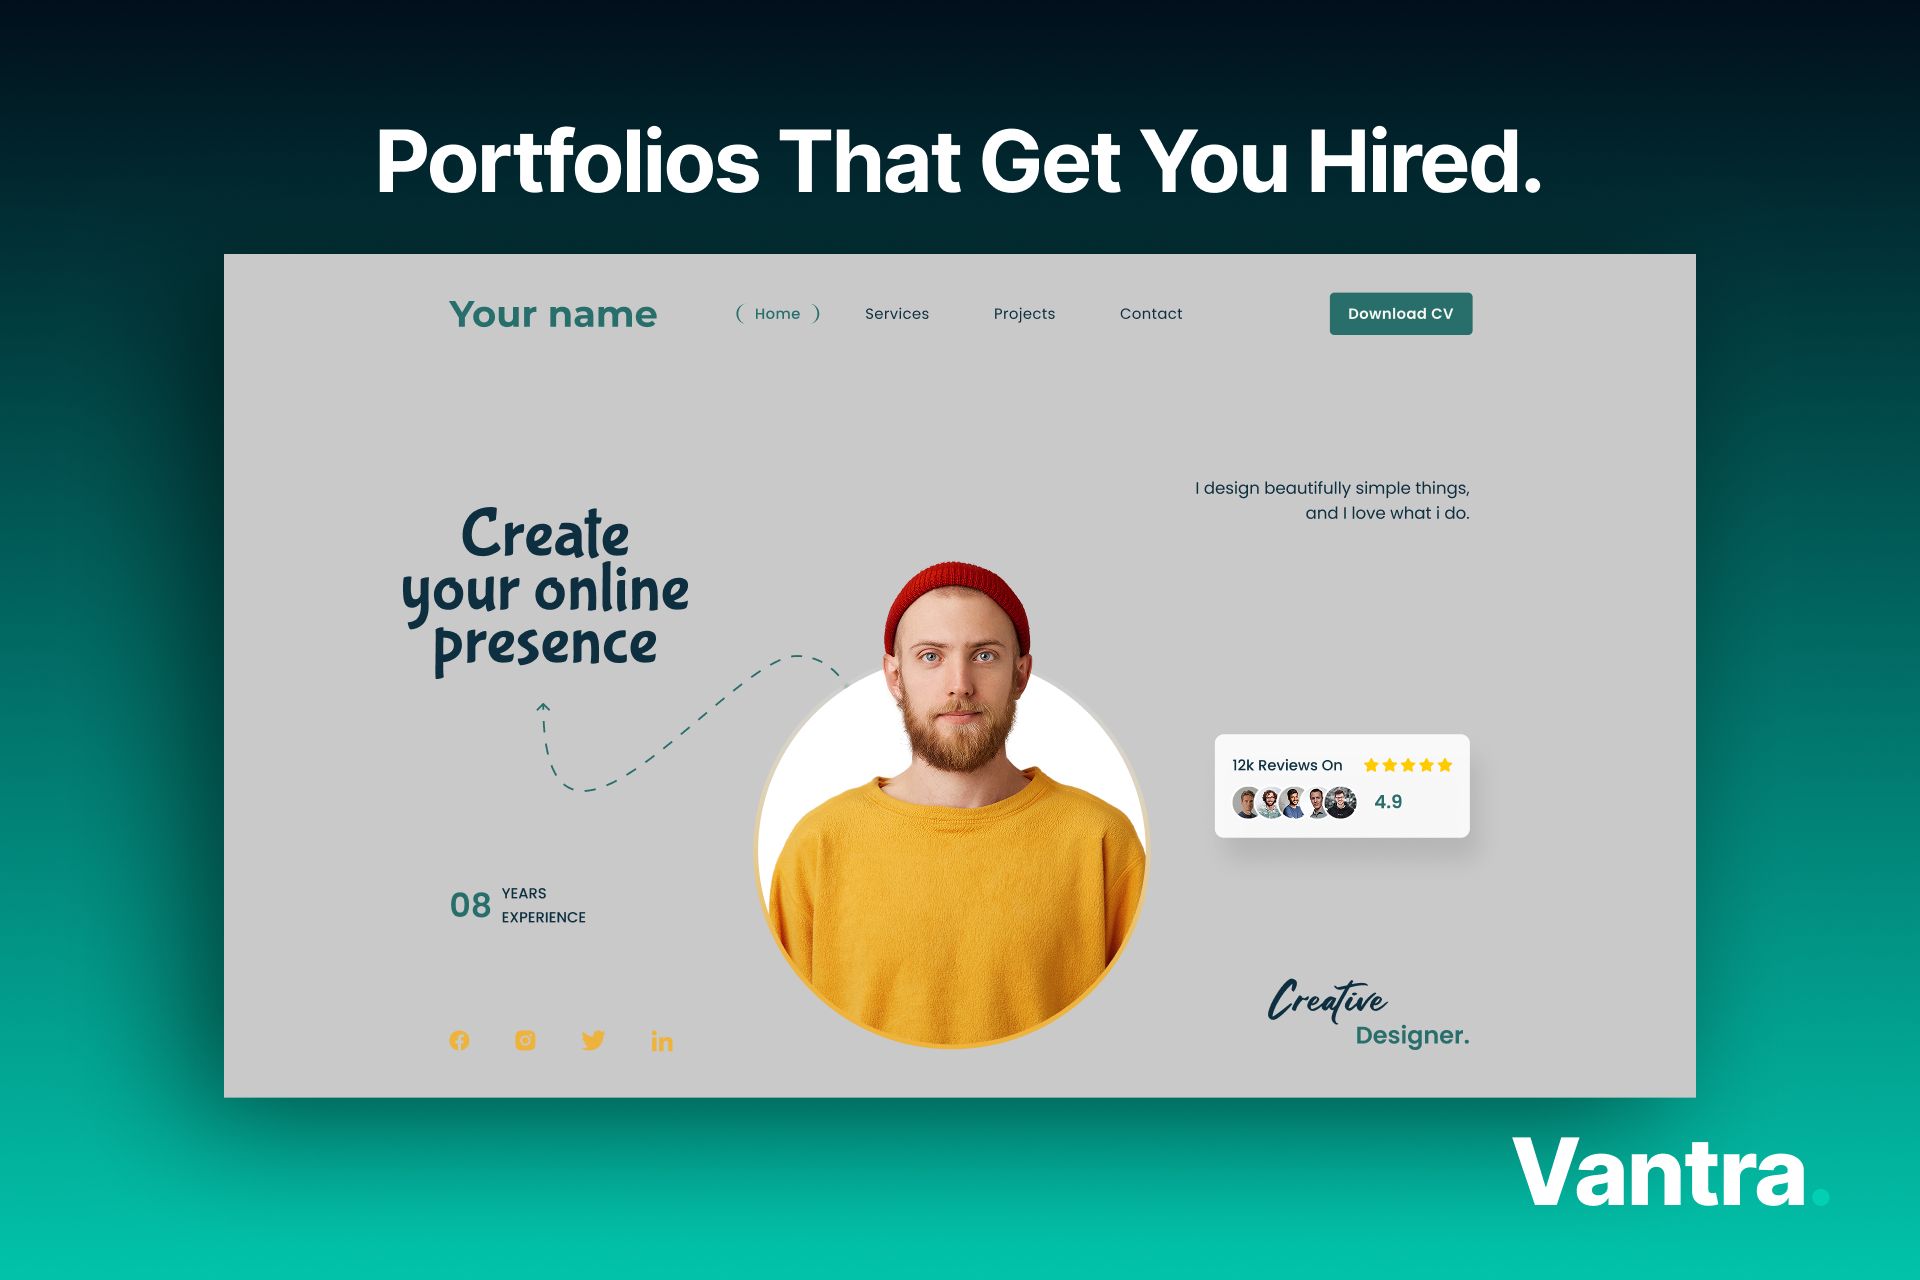 Portfolios That Get You Hired.
Your name
( Home )
Services
Projects
Contact
Download CV
I design beautifully simple things,
and I love what i do.
Create
your online
presence
12k Reviews On
4.9
08
YEARS
EXPERIENCE
Creative
Designer.
in
Vantra.